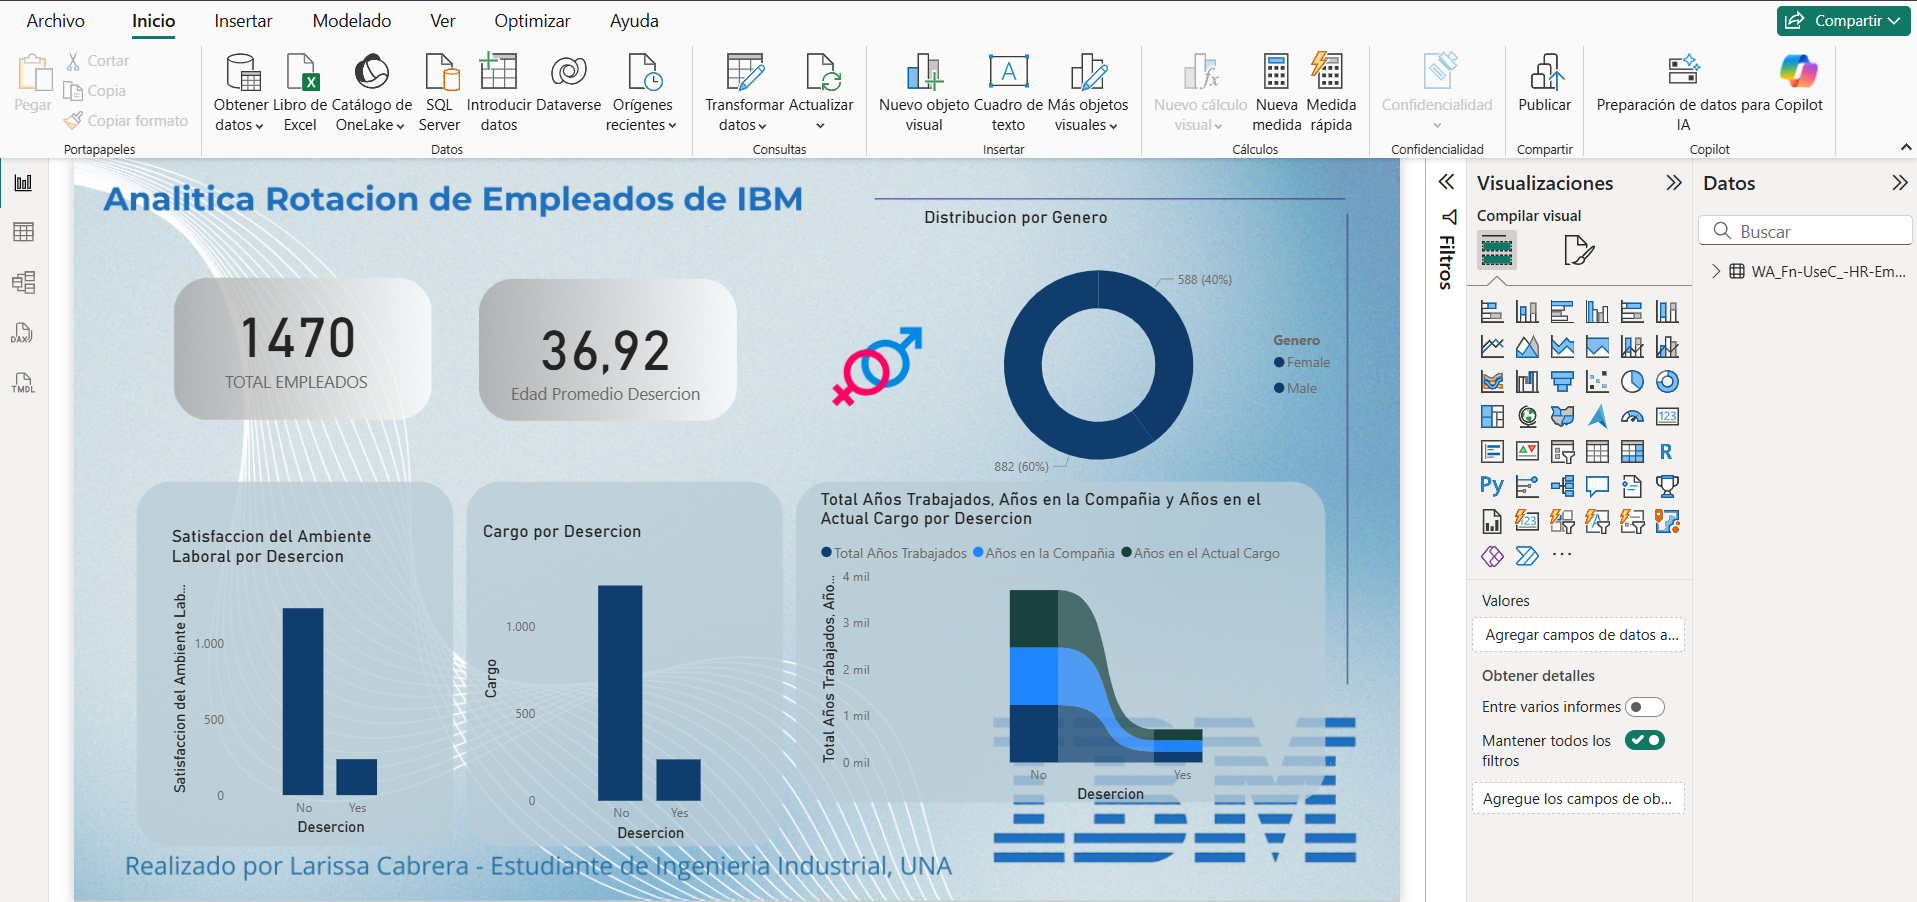 Archivo Inicio Insertar Modelado Ver Optimizar Ayuda Compartir
Pegar
Cortar
Copia
Copiar formato
Portapapeles
Obtener datos
Libro de Excel
Catálogo de OneLake
SQL Server
Introducir datos
Dataverse
Orígenes recientes
Datos
Transformar datos
Actualizar
Consultas
Nuevo objeto visual
Cuadro de texto
Más objetos visuales
Insertar
Nuevo cálculo visual
Nueva medida
Medida rápida
Cálculos
Confidencialidad
Confidencialidad
Publicar
Compartir
Preparación de datos para IA
Copilot
Copilot
DAX
TMDL
Analitica Rotacion de Empleados de IBM
1470
TOTAL EMPLEADOS
36,92
Edad Promedio Desercion
Distribucion por Genero
588 (40%)
882 (60%)
Genero
Female
Male
Satisfaccion del Ambiente
Laboral por Desercion
Satisfaccion del Ambiente Lab...
1.000
500
0
No Yes
Desercion
Cargo por Desercion
Cargo
1.000
500
0
No Yes
Desercion
Total Años Trabajados, Años en la Compañia y Años en el
Actual Cargo por Desercion
Total Años Trabajados Años en la Compañia Años en el Actual Cargo
Total Años Trabajados, Año...
4 mil
3 mil
2 mil
1 mil
0 mil
No Yes
Desercion
IBM
Realizado por Larissa Cabrera - Estudiante de Ingenieria Industrial, UNA
Filtros
Visualizaciones
Compilar visual
123
R
Py
123
Valores
Agregar campos de datos a...
Obtener detalles
Entre varios informes
Mantener todos los
filtros
Agregue los campos de ob...
Datos
Buscar
WA_Fn-UseC_-HR-Em...